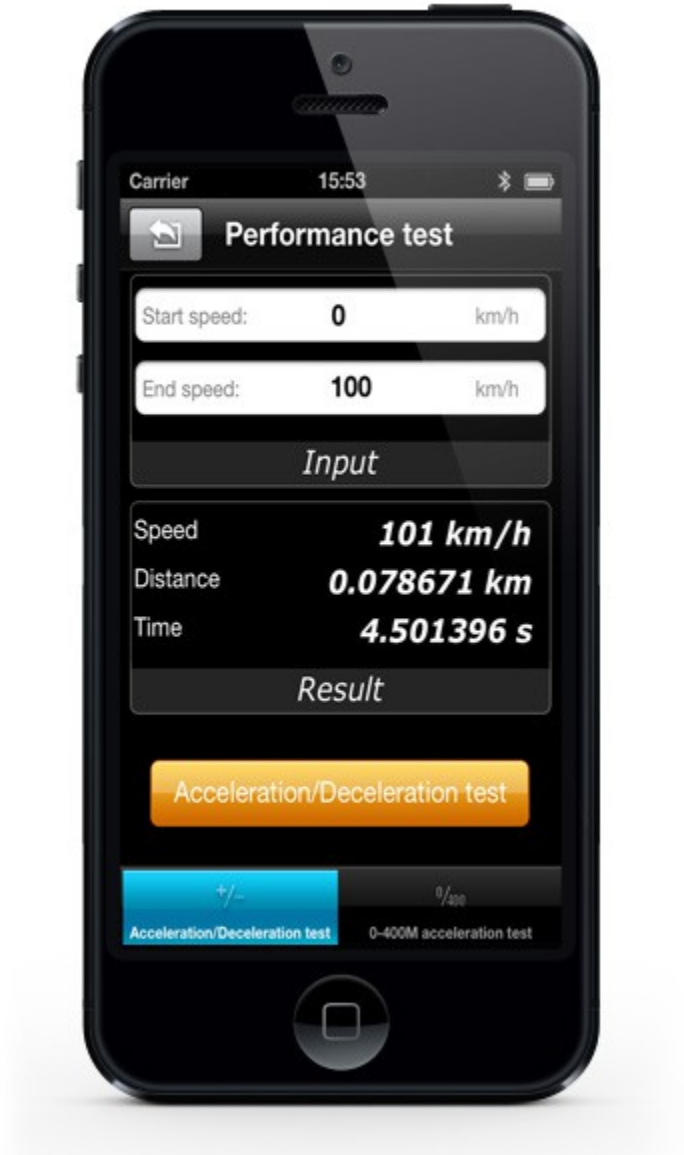 Carrier 15:53
Performance test
Start speed: 0 km/h
End speed: 100 km/h
Input
Speed 101 km/h
Distance 0.078671 km
Time 4.501396 s
Result
Acceleration/Deceleration test
+/- 0/400
Acceleration/Deceleration test 0-400M acceleration test